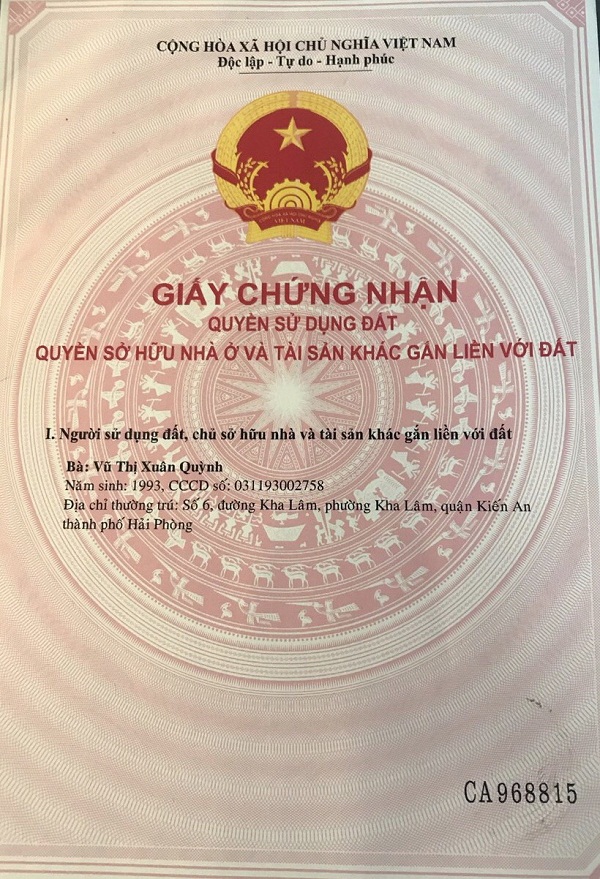 CỘNG HÒA XÃ HỘI CHỦ NGHĨA VIỆT NAM
Độc lập - Tự do - Hạnh phúc
VIỆT NAM
GIẤY CHỨNG NHẬN
QUYỀN SỬ DỤNG ĐẤT
QUYỀN SỞ HỮU NHÀ Ở VÀ TÀI SẢN KHÁC GẮN LIỀN VỚI ĐẤT
I. Người sử dụng đất, chủ sở hữu nhà và tài sản khác gắn liền với đất
Bà: Vũ Thị Xuân Quỳnh
Năm sinh: 1993, CCCD số: 031193002758
Địa chỉ thường trú: Số 6, đường Kha Lâm, phường Kha Lâm, quận Kiến An
thành phố Hải Phòng
CA968815